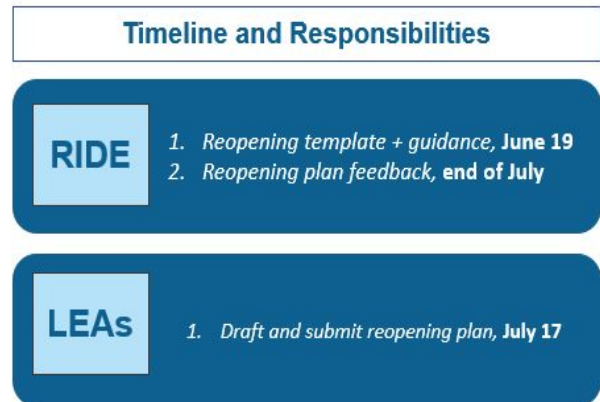 Timeline and Responsibilities
RIDE
1. Reopening template + guidance, June 19
2. Reopening plan feedback, end of July
LEAs
1. Draft and submit reopening plan, July 17